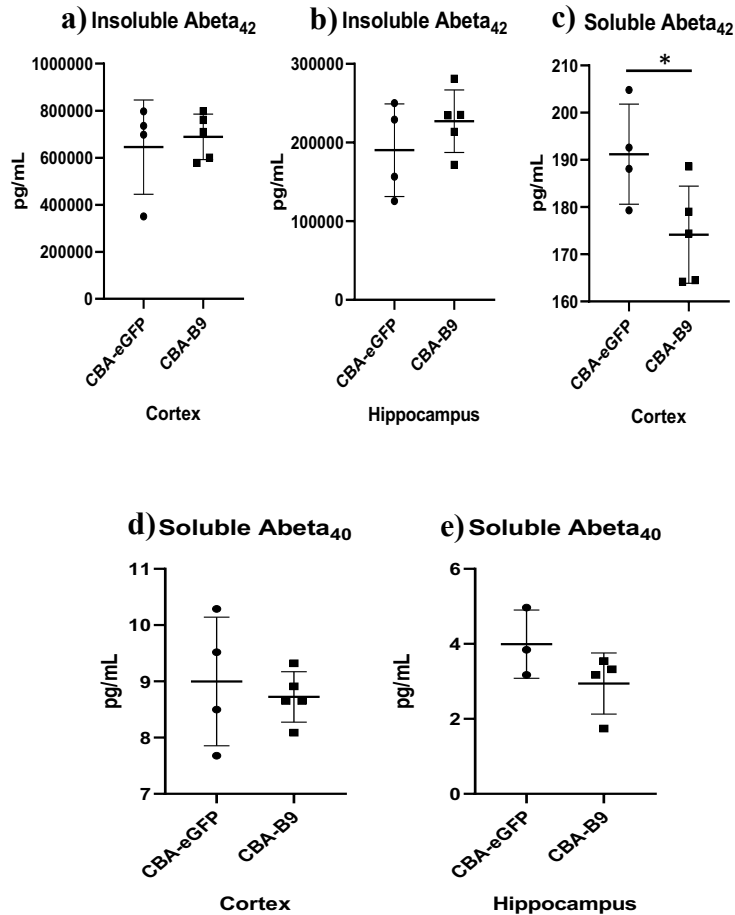 a) Insoluble Abeta42
1000000
800000
600000
400000
200000
0
pg/mL
CBA-eGFP
CBA-B9
Cortex
b) Insoluble Abeta42
300000
200000
100000
0
pg/mL
CBA-eGFP
CBA-B9
Hippocampus
c) Soluble Abeta42
*
210
200
190
180
170
160
pg/mL
CBA-eGFP
CBA-B9
Cortex
d) Soluble Abeta40
11
10
9
8
7
pg/mL
CBA-eGFP
CBA-B9
Cortex
e) Soluble Abeta40
6
4
2
0
pg/mL
CBA-eGFP
CBA-B9
Hippocampus